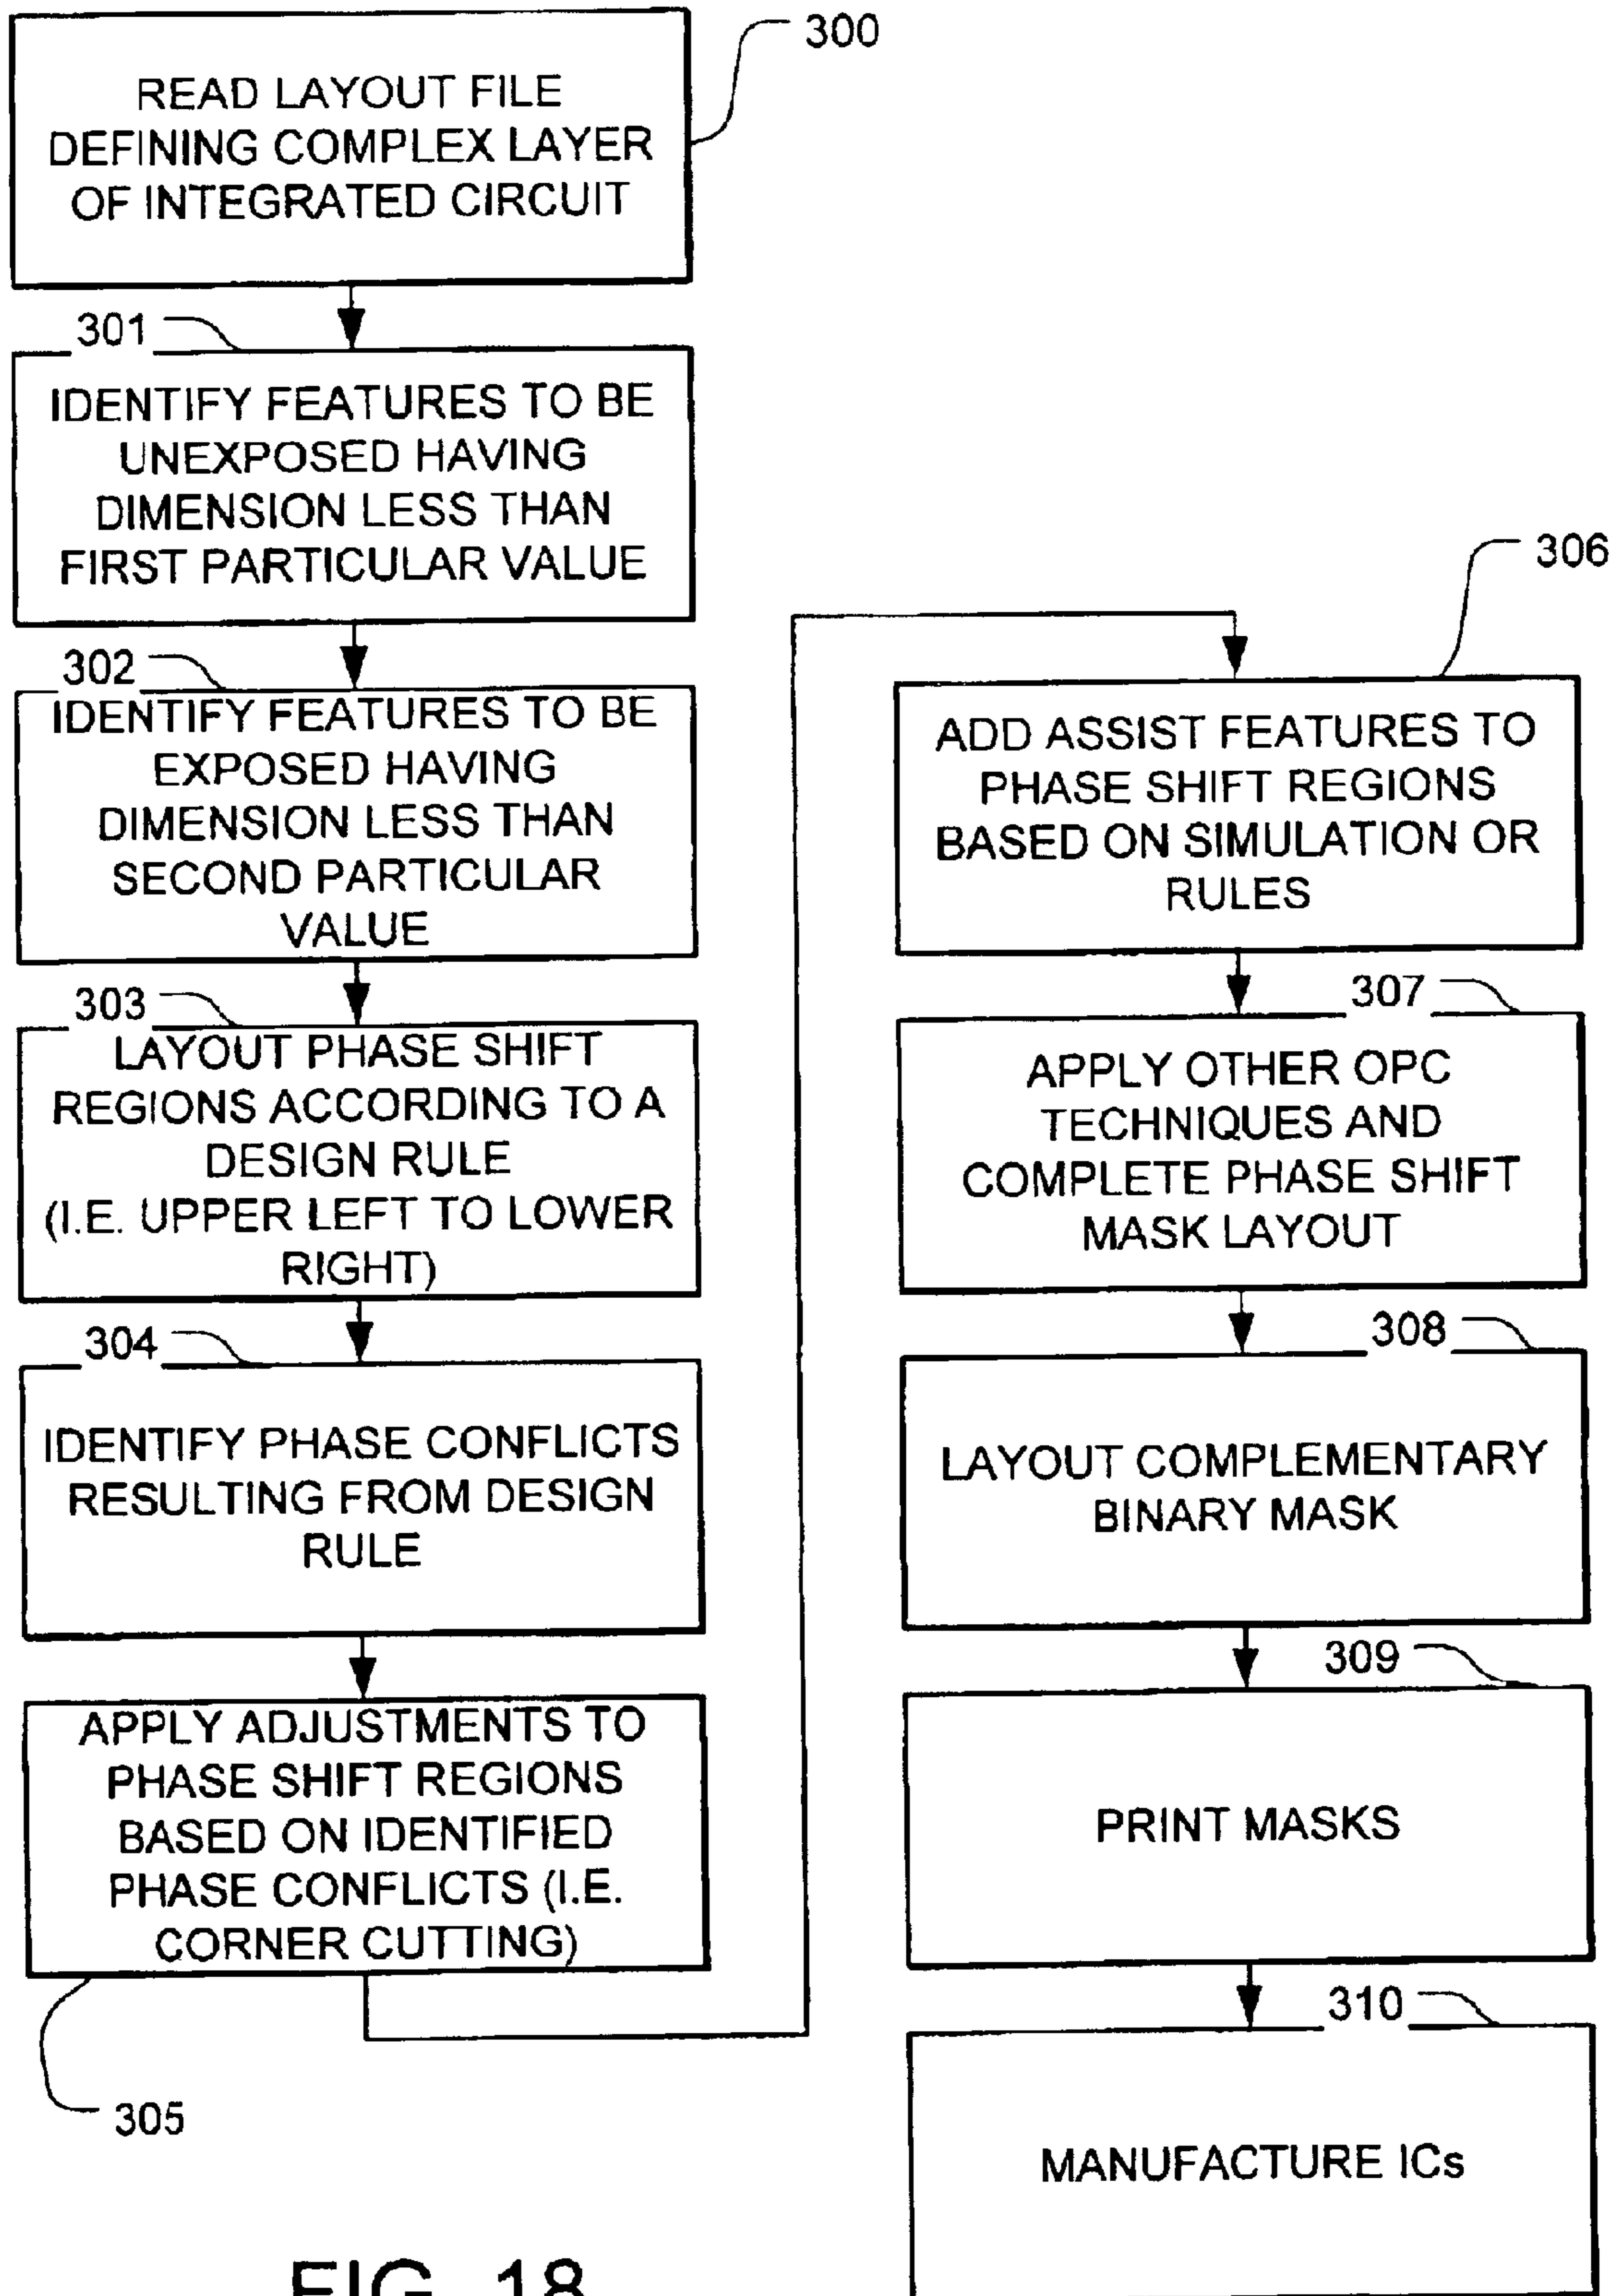 300
READ LAYOUT FILE
DEFINING COMPLEX LAYER
OF INTEGRATED CIRCUIT
301
IDENTIFY FEATURES TO BE
UNEXPOSED HAVING
DIMENSION LESS THAN
FIRST PARTICULAR VALUE
302
IDENTIFY FEATURES TO BE
EXPOSED HAVING
DIMENSION LESS THAN
SECOND PARTICULAR
VALUE
303
LAYOUT PHASE SHIFT
REGIONS ACCORDING TO A
DESIGN RULE
(I.E. UPPER LEFT TO LOWER
RIGHT)
304
IDENTIFY PHASE CONFLICTS
RESULTING FROM DESIGN
RULE
APPLY ADJUSTMENTS TO
PHASE SHIFT REGIONS
BASED ON IDENTIFIED
PHASE CONFLICTS (I.E.
CORNER CUTTING)
305
306
ADD ASSIST FEATURES TO
PHASE SHIFT REGIONS
BASED ON SIMULATION OR
RULES
307
APPLY OTHER OPC
TECHNIQUES AND
COMPLETE PHASE SHIFT
MASK LAYOUT
308
LAYOUT COMPLEMENTARY
BINARY MASK
309
PRINT MASKS
310
MANUFACTURE ICs
FIG. 18